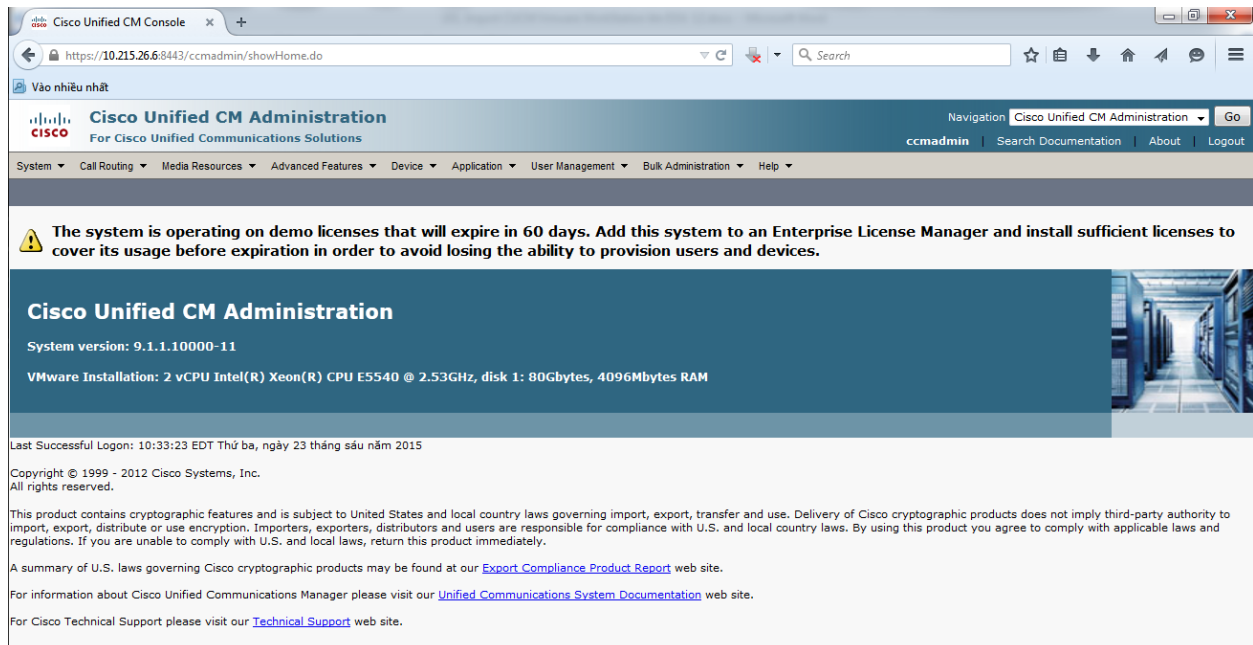 Cisco Unified CM Console
https://10.215.26.6:8443/ccmadmin/showHome.do
Search
Vào nhiều nhất
CISCO
Cisco Unified CM Administration
For Cisco Unified Communications Solutions
Navigation Cisco Unified CM Administration Go
ccmadmin | Search Documentation | About | Logout
System Call Routing Media Resources Advanced Features Device Application User Management Bulk Administration Help
The system is operating on demo licenses that will expire in 60 days. Add this system to an Enterprise License Manager and install sufficient licenses to
cover its usage before expiration in order to avoid losing the ability to provision users and devices.
Cisco Unified CM Administration
System version: 9.1.1.10000-11
VMware Installation: 2 vCPU Intel(R) Xeon(R) CPU E5540 @ 2.53GHz, disk 1: 80Gbytes, 4096Mbytes RAM
Last Successful Logon: 10:33:23 EDT Thứ ba, ngày 23 tháng sáu năm 2015
Copyright © 1999 - 2012 Cisco Systems, Inc.
All rights reserved.
This product contains cryptographic features and is subject to United States and local country laws governing import, export, transfer and use. Delivery of Cisco cryptographic products does not imply third-party authority to
import, export, distribute or use encryption. Importers, exporters, distributors and users are responsible for compliance with U.S. and local country laws. By using this product you agree to comply with applicable laws and
regulations. If you are unable to comply with U.S. and local laws, return this product immediately.
A summary of U.S. laws governing Cisco cryptographic products may be found at our Export Compliance Product Report web site.
For information about Cisco Unified Communications Manager please visit our Unified Communications System Documentation web site.
For Cisco Technical Support please visit our Technical Support web site.